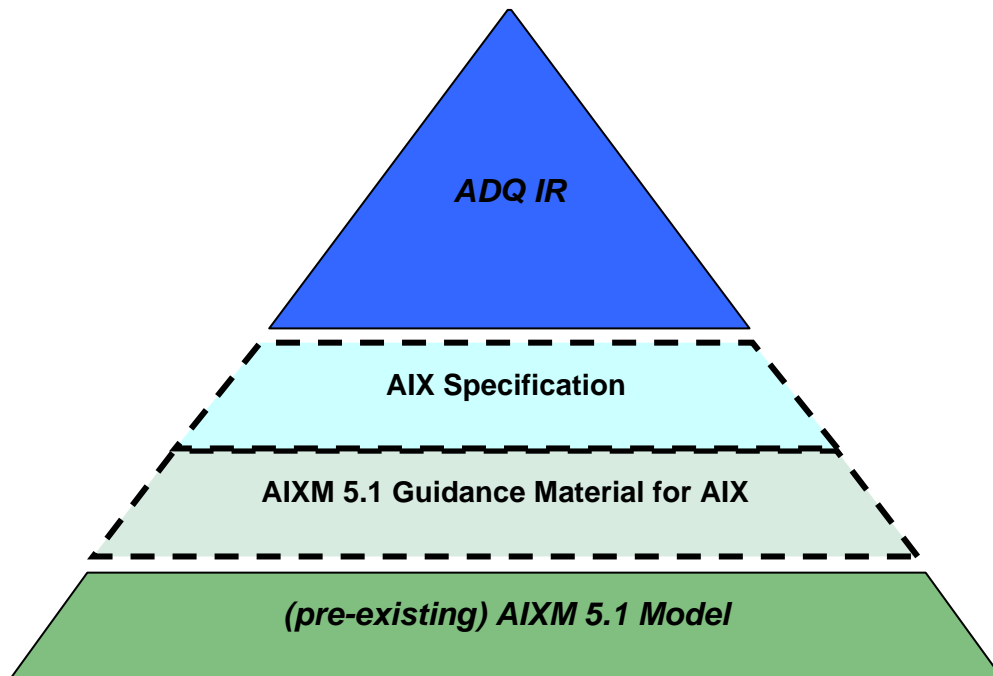 ADQ IR
AIX Specification
AIXM 5.1 Guidance Material for AIX
(pre-existing) AIXM 5.1 Model